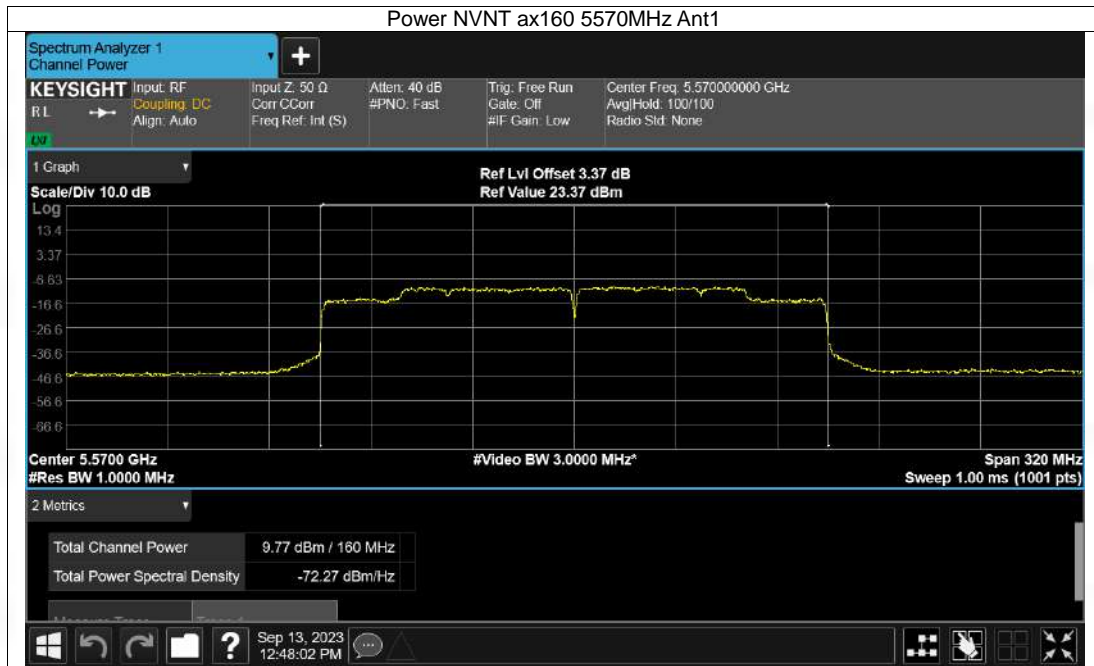 Power NVNT ax160 5570MHz Ant1
Spectrum Analyzer 1
Channel Power
+
KEYSIGHT Input: RF Input Z: 50 Ω Atten: 40 dB Trig: Free Run Center Freq: 5.570000000 GHz
RL Coupling: DC Corr CCorr #PNO: Fast Gate: Off Avg|Hold: 100/100
Align: Auto Freq Ref: Int (S) #IF Gain: Low Radio Std: None
LXI
1 Graph
Ref Lvl Offset 3.37 dB
Scale/Div 10.0 dB Ref Value 23.37 dBm
Log
13.4
3.37
-6.63
-16.6
-26.6
-36.6
-46.6
-56.6
-66.6
Center 5.5700 GHz #Video BW 3.0000 MHz* Span 320 MHz
#Res BW 1.0000 MHz Sweep 1.00 ms (1001 pts)
2 Metrics
Total Channel Power 9.77 dBm / 160 MHz
Total Power Spectral Density -72.27 dBm/Hz
? Sep 13, 2023
12:48:02 PM